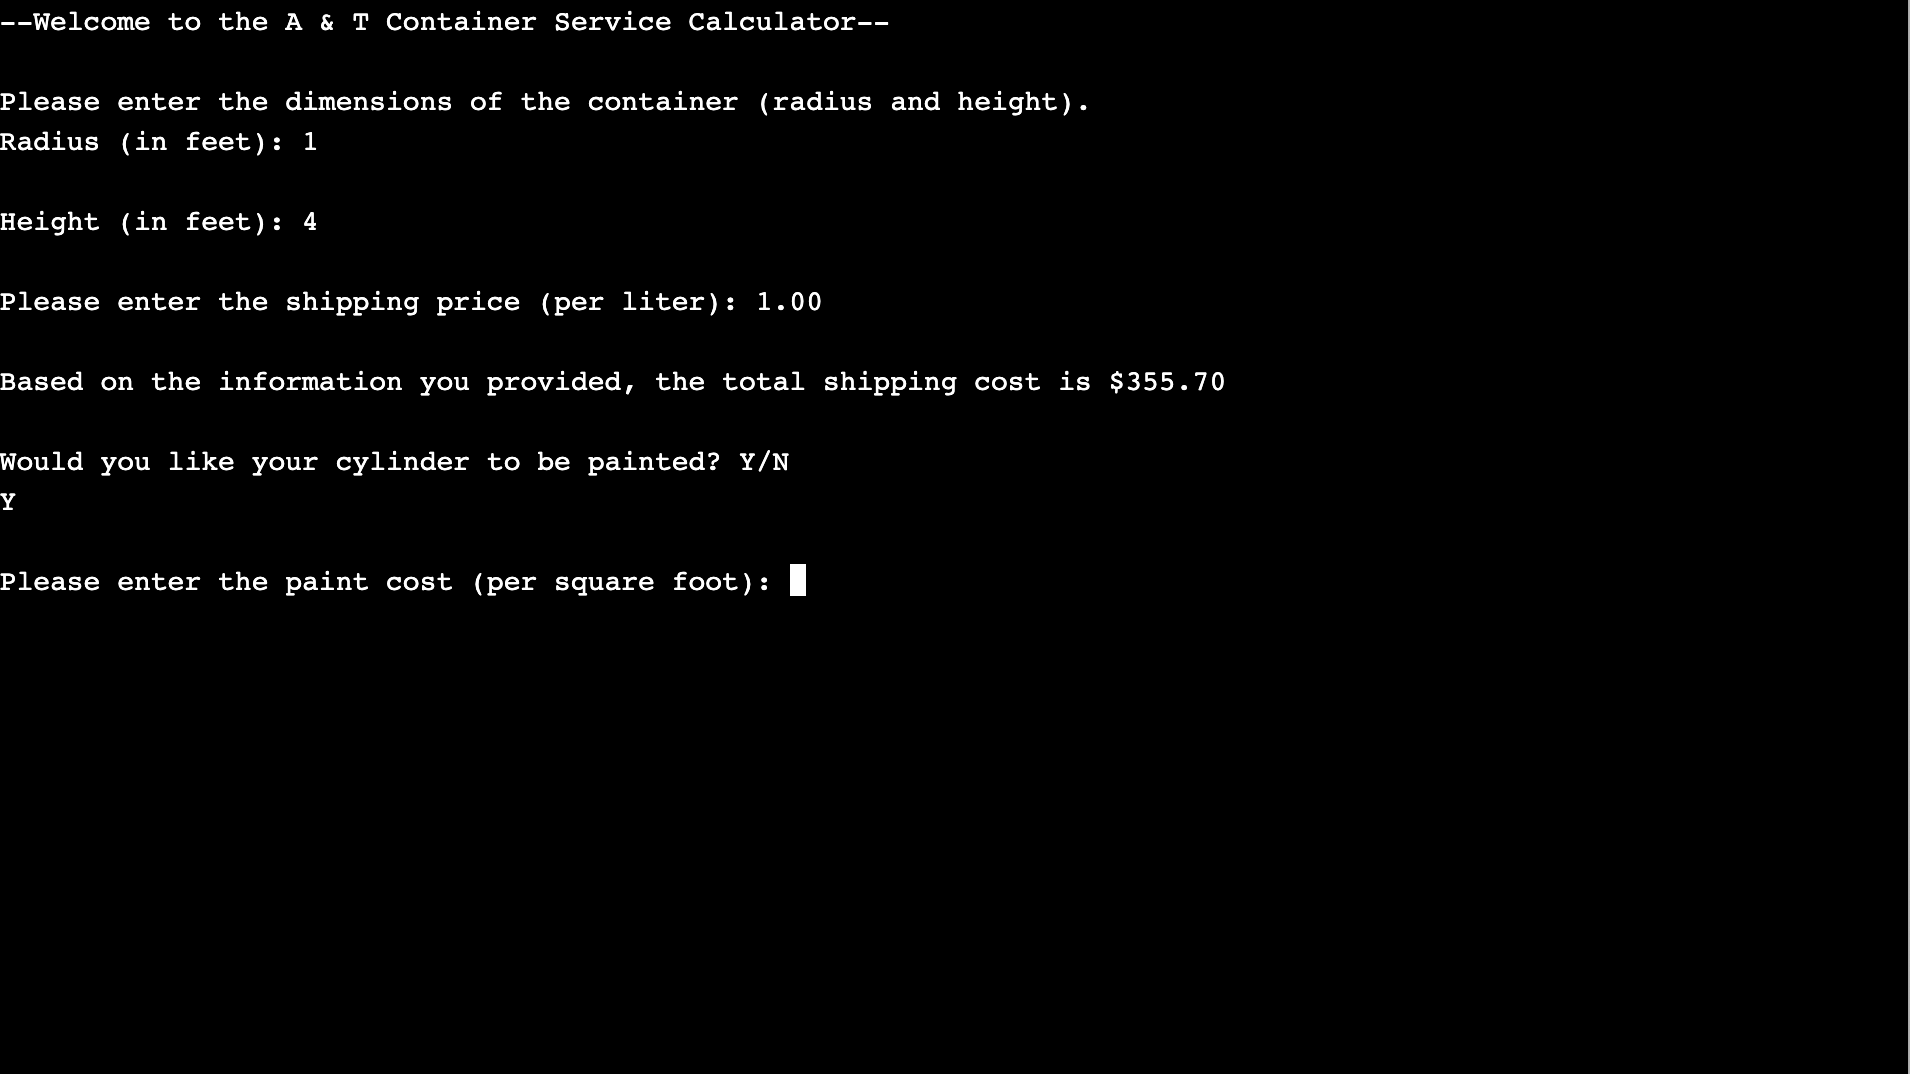 --Welcome to the A & T Container Service Calculator--
Please enter the dimensions of the container (radius and height).
Radius (in feet): 1
Height (in feet): 4
Please enter the shipping price (per liter): 1.00
Based on the information you provided, the total shipping cost is $355.70
Would you like your cylinder to be painted? Y/N
Y
Please enter the paint cost (per square foot):